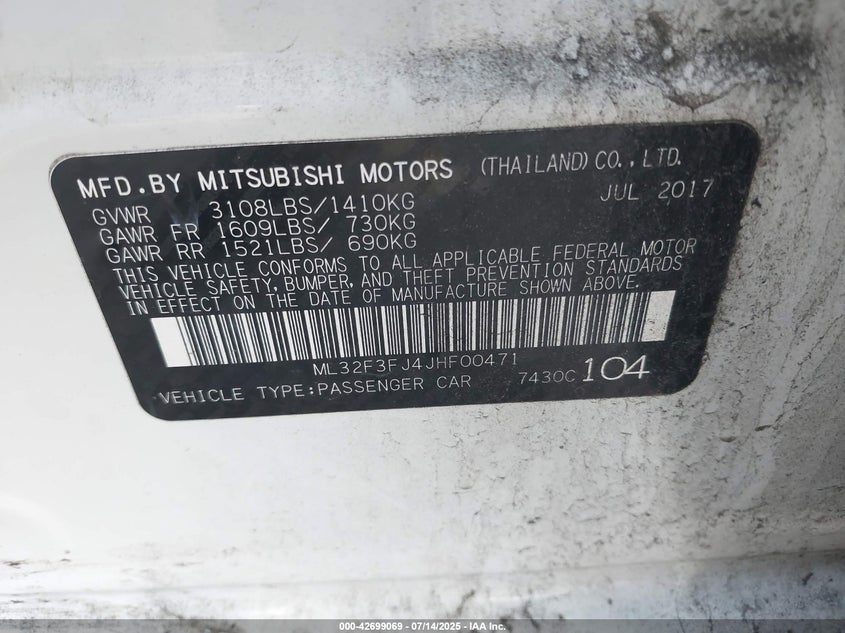 MFD.BY MITSUBISHI MOTORS (THAILAND) CO.,LTD.
JUL 2017
GVWR 3108LBS/1410KG
GAWR FR 1609LBS/ 730KG
GAWR RR 1521LBS/ 690KG
THIS VEHICLE CONFORMS TO ALL APPLICABLE FEDERAL MOTOR
VEHICLE SAFETY, BUMPER, AND THEFT PREVENTION STANDARDS
IN EFFECT ON THE DATE OF MANUFACTURE SHOWN ABOVE.
ML32F3FJ4JHF00471
VEHICLE TYPE:PASSENGER CAR 7430C 104
000-42699069 - 07/14/2025 - IAA Inc.